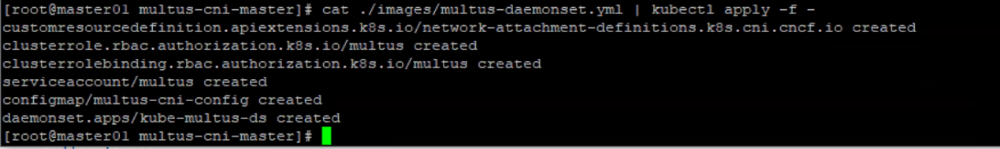 [root@master01 multus-cni-master]# cat ./images/multus-daemonset.yml | kubectl apply -f -
customresourcedefinition.apiextensions.k8s.io/network-attachment-definitions.k8s.cni.cncf.io created
clusterrole.rbac.authorization.k8s.io/multus created
clusterrolebinding.rbac.authorization.k8s.io/multus created
serviceaccount/multus created
configmap/multus-cni-config created
daemonset.apps/kube-multus-ds created
[root@master01 multus-cni-master]#